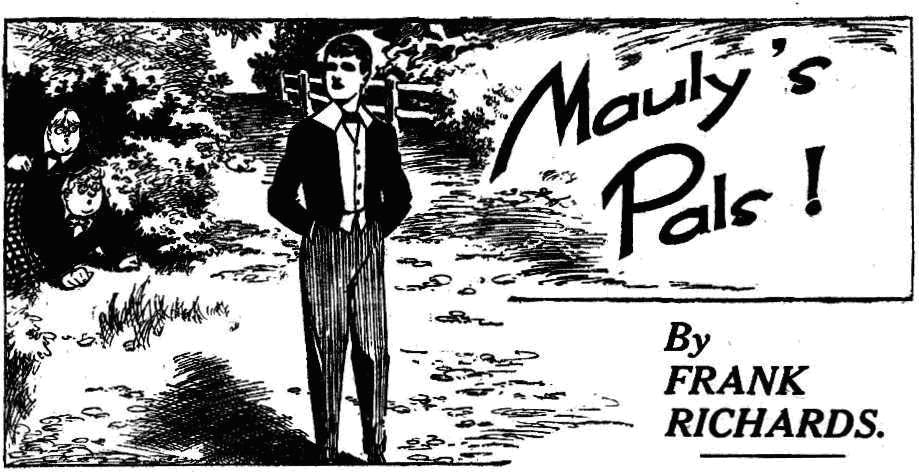 Mauly's
Pals!
By
FRANK
RICHARDS.